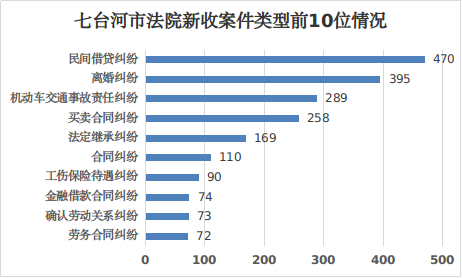 七台河市法院新收案件类型前10位情况
民间借贷纠纷 470
离婚纠纷 395
机动车交通事故责任纠纷 289
买卖合同纠纷 258
法定继承纠纷 169
合同纠纷 110
工伤保险待遇纠纷 90
金融借款合同纠纷 74
确认劳动关系纠纷 73
劳务合同纠纷 72
0 100 200 300 400 500